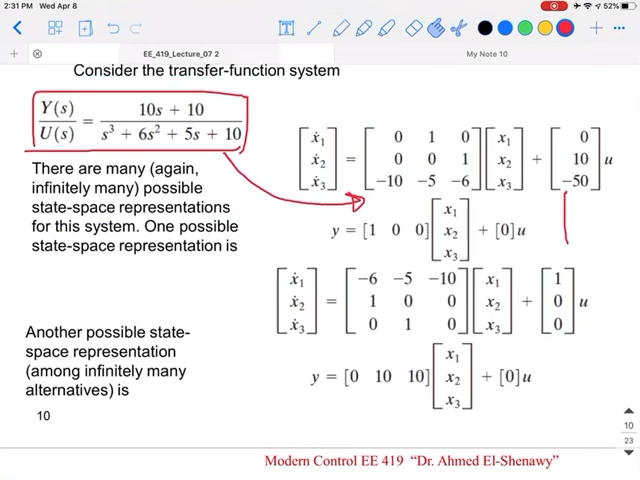 2:31 PM Wed Apr 8
52%
EE_419_Lecture_07 2
My Note 10
Consider the transfer-function system
Y(s)/U(s) = (10s + 10)/(s³ + 6s² + 5s + 10)
There are many (again,
infinitely many) possible
state-space representations
for this system. One possible
state-space representation is
[ẋ₁ ẋ₂ ẋ₃] = [0 1 0; 0 0 1; −10 −5 −6] [x₁ x₂ x₃] + [0 10 −50] u
y = [1 0 0] [x₁ x₂ x₃] + [0]u
[ẋ₁ ẋ₂ ẋ₃] = [−6 −5 −10; 1 0 0; 0 1 0] [x₁ x₂ x₃] + [1 0 0] u
Another possible state-
space representation
(among infinitely many
alternatives) is
y = [0 10 10] [x₁ x₂ x₃] + [0]u
10
10
23
Modern Control EE 419 “Dr. Ahmed El-Shenawy”